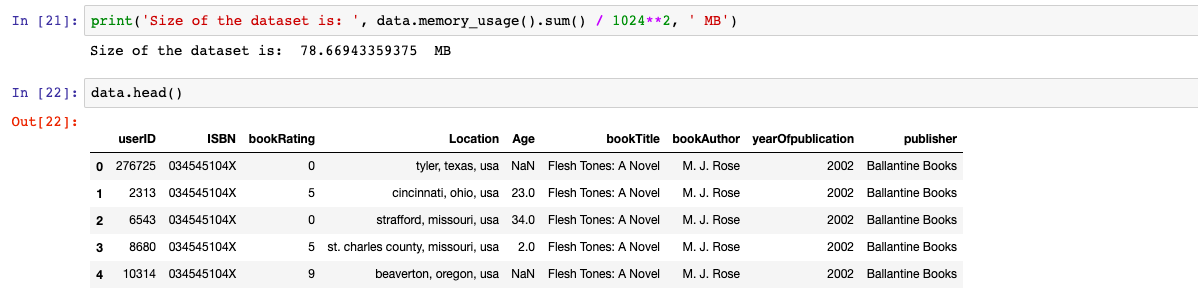 In [21]: print('Size of the dataset is: ', data.memory_usage().sum() / 1024**2, ' MB')
Size of the dataset is:  78.66943359375  MB
In [22]: data.head()
Out[22]:
userID ISBN bookRating Location Age bookTitle bookAuthor yearOfpublication publisher
0 276725 034545104X 0 tyler, texas, usa NaN Flesh Tones: A Novel M. J. Rose 2002 Ballantine Books
1 2313 034545104X 5 cincinnati, ohio, usa 23.0 Flesh Tones: A Novel M. J. Rose 2002 Ballantine Books
2 6543 034545104X 0 strafford, missouri, usa 34.0 Flesh Tones: A Novel M. J. Rose 2002 Ballantine Books
3 8680 034545104X 5 st. charles county, missouri, usa 2.0 Flesh Tones: A Novel M. J. Rose 2002 Ballantine Books
4 10314 034545104X 9 beaverton, oregon, usa NaN Flesh Tones: A Novel M. J. Rose 2002 Ballantine Books